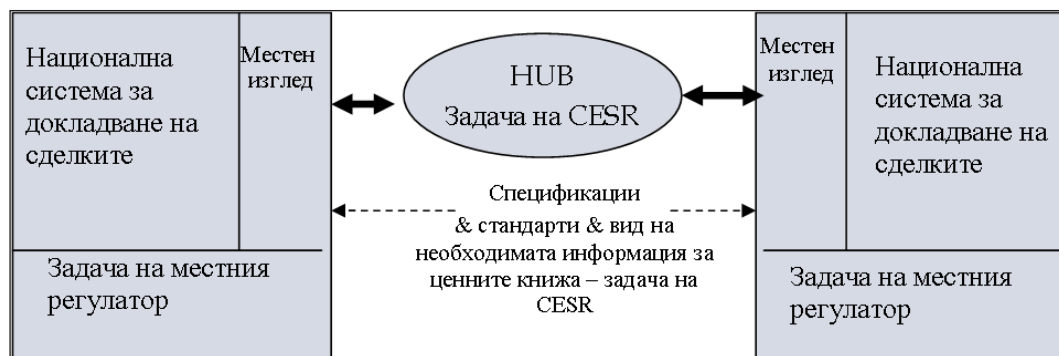 Национална
система за
докладване на
сделките
Местен
изглед
HUB
Задача на CESR
Местен
изглед
Национална
система за
докладване на
сделките
Спецификации
& стандарти & вид на
необходимата информация за
ценните книжа – задача на
CESR
Задача на местния
регулатор
Задача на местния
регулатор